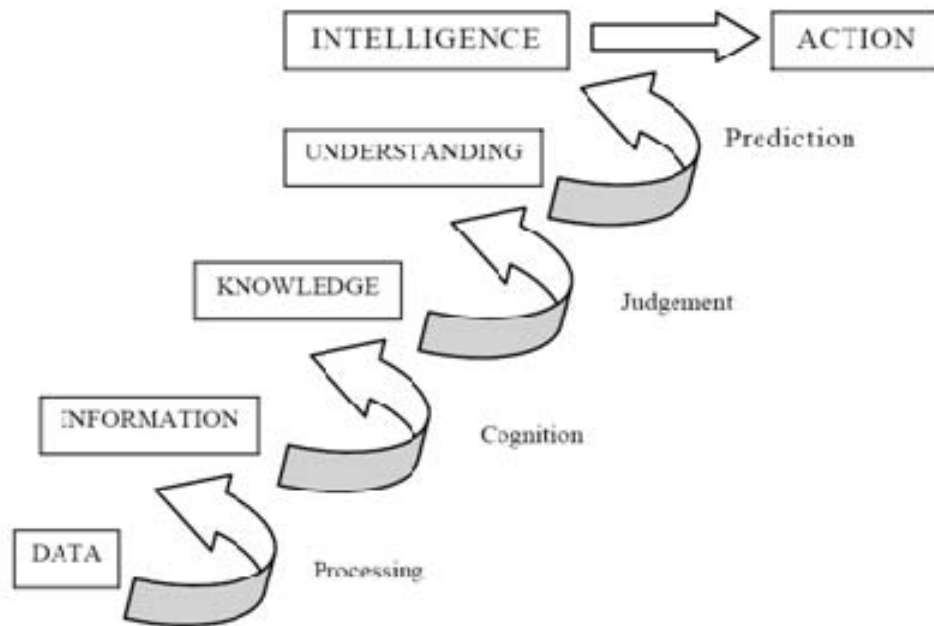 INTELLIGENCE
ACTION
Prediction
UNDERSTANDING
KNOWLEDGE
Judgement
INFORMATION
Cognition
DATA
Processing